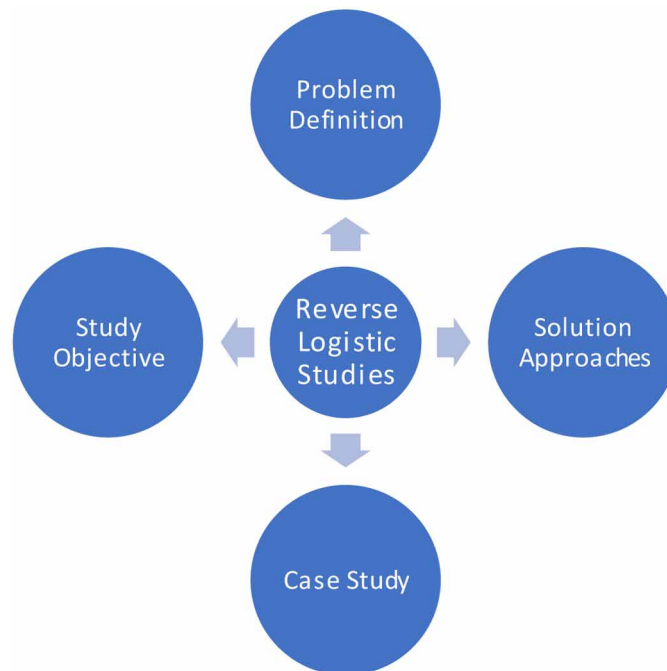 Problem
Definition
Study
Objective
Reverse
Logistic
Studies
Solution
Approaches
Case Study